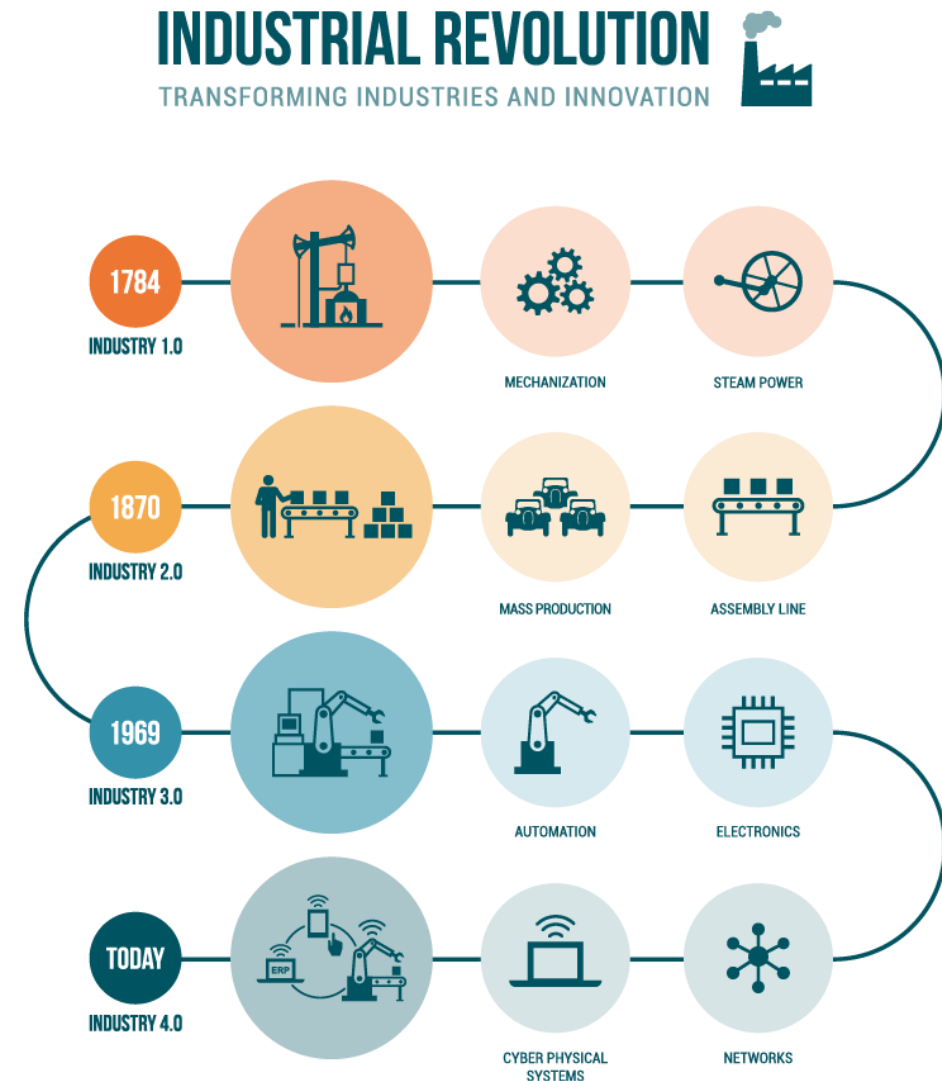 INDUSTRIAL REVOLUTION
TRANSFORMING INDUSTRIES AND INNOVATION
1784
INDUSTRY 1.0
MECHANIZATION
STEAM POWER
1870
INDUSTRY 2.0
MASS PRODUCTION
ASSEMBLY LINE
1969
INDUSTRY 3.0
AUTOMATION
ELECTRONICS
TODAY
INDUSTRY 4.0
ERP
CYBER PHYSICAL
SYSTEMS
NETWORKS